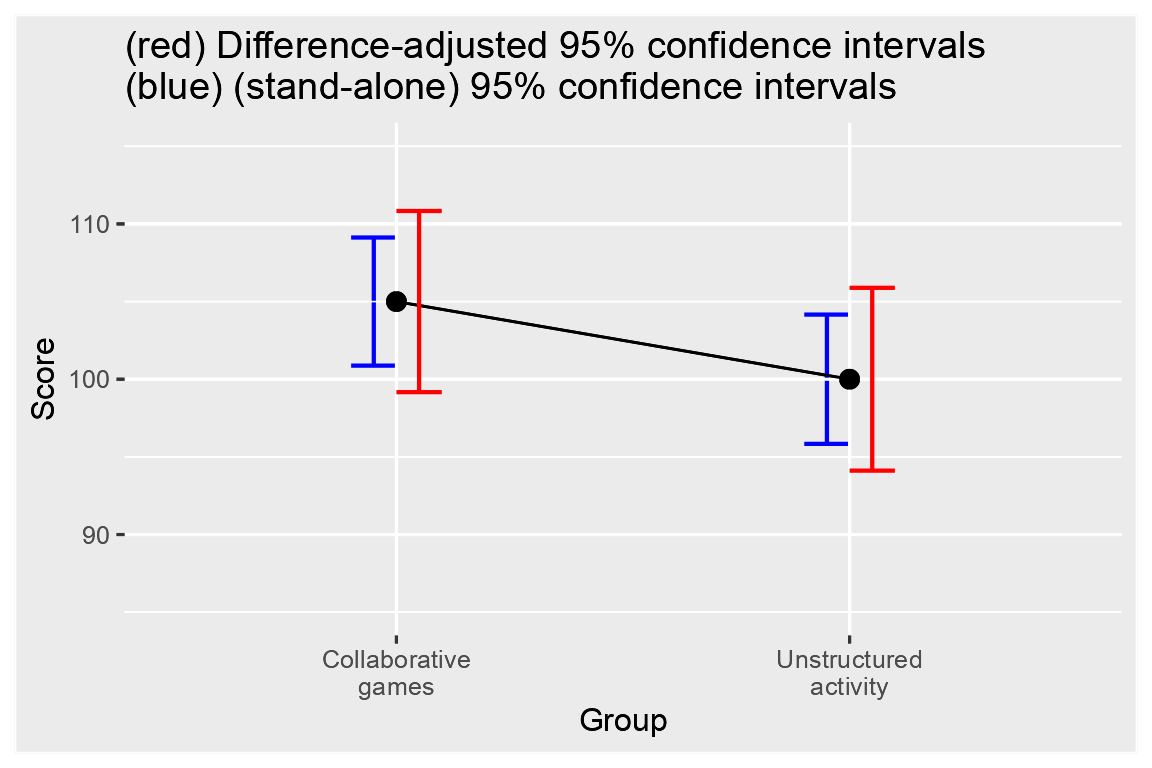 (red) Difference-adjusted 95% confidence intervals
(blue) (stand-alone) 95% confidence intervals
Score
110
100
90
Collaborative
games
Unstructured
activity
Group